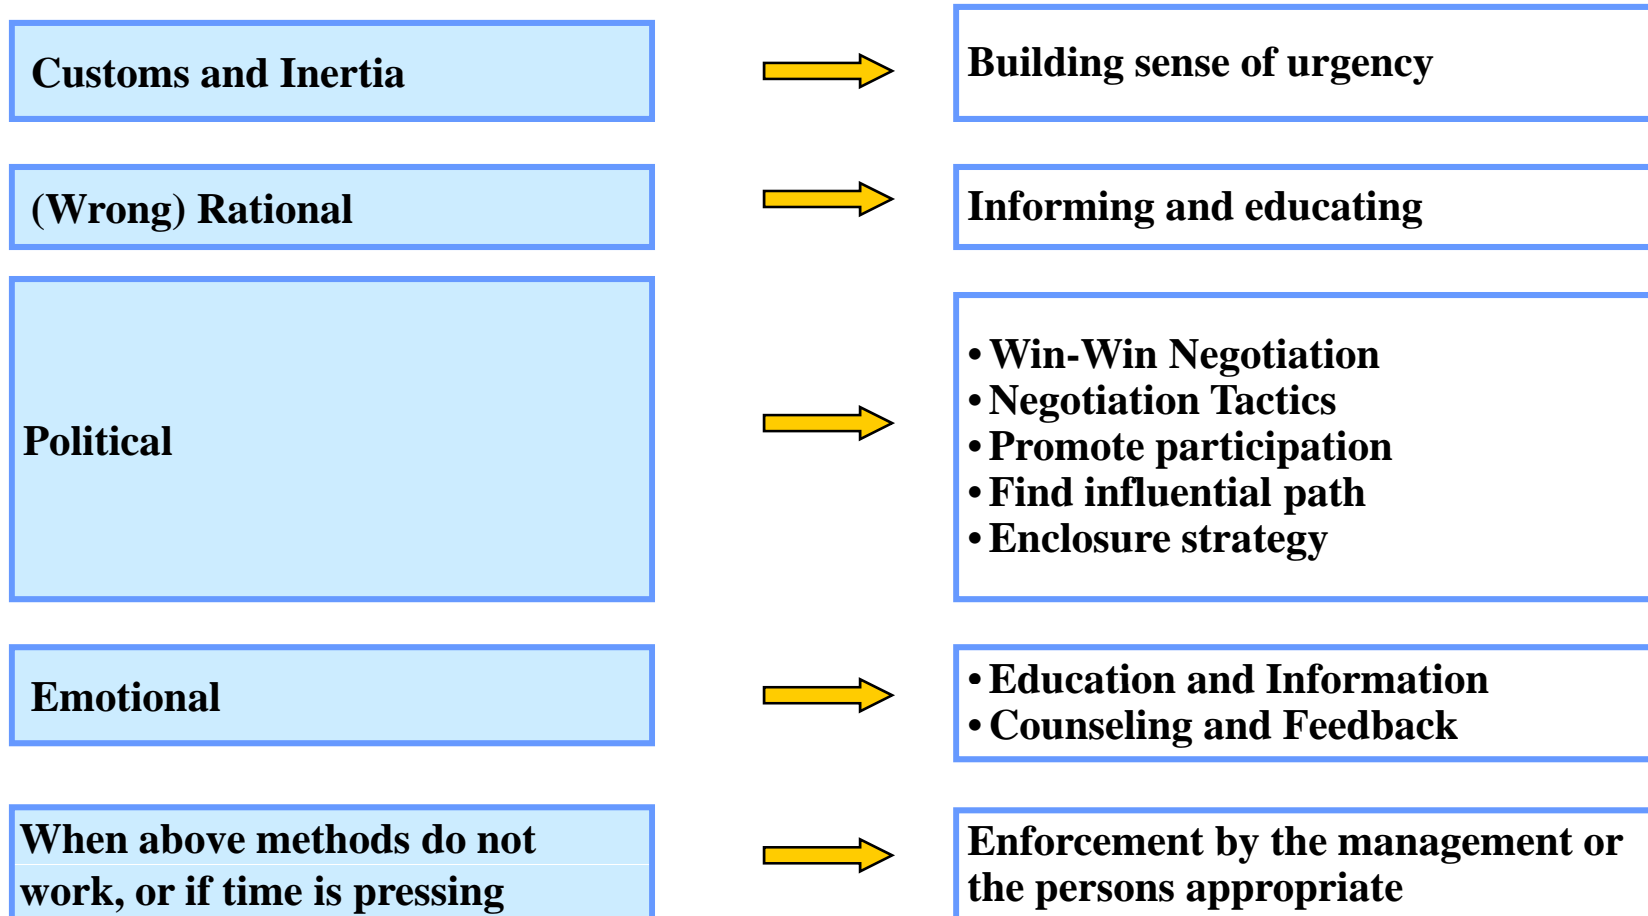 Customs and Inertia
Building sense of urgency
(Wrong) Rational
Informing and educating
Political
• Win-Win Negotiation
• Negotiation Tactics
• Promote participation
• Find influential path
• Enclosure strategy
Emotional
• Education and Information
• Counseling and Feedback
When above methods do not
work, or if time is pressing
Enforcement by the management or
the persons appropriate